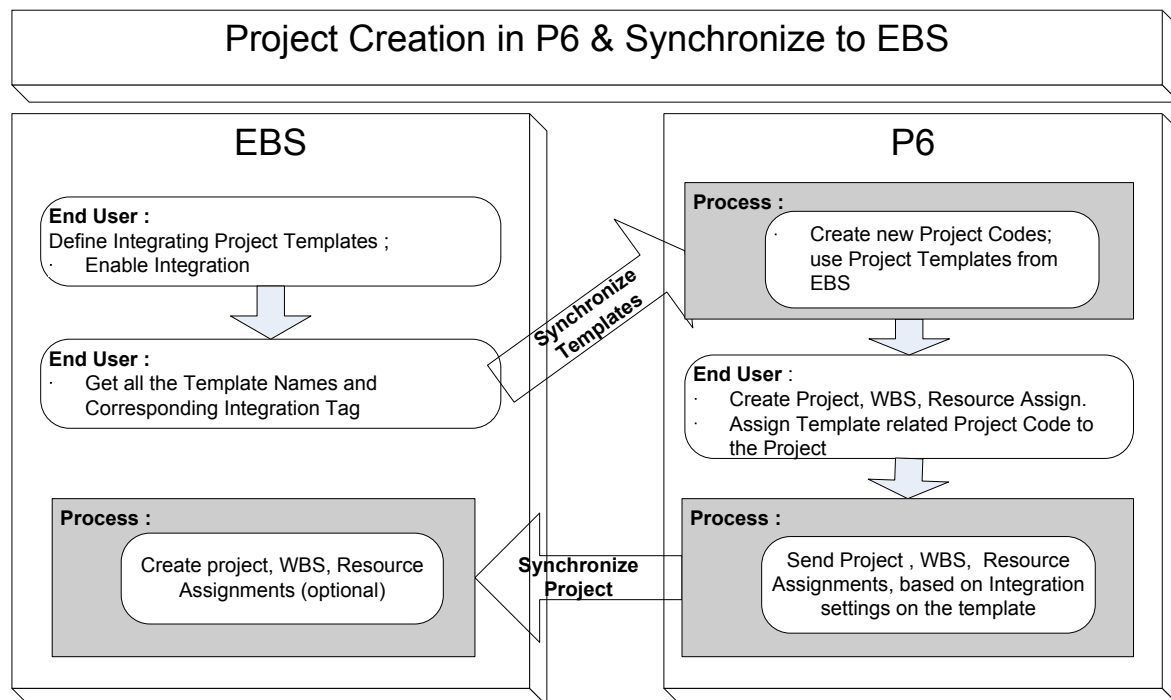 Project Creation in P6 & Synchronize to EBS
EBS
End User :
Define Integrating Project Templates ;
· Enable Integration
End User :
· Get all the Template Names and
Corresponding Integration Tag
Process :
Create project, WBS, Resource
Assignments (optional)
Synchronize
Templates
Synchronize
Project
P6
Process :
· Create new Project Codes;
use Project Templates from
EBS
End User :
· Create Project, WBS, Resource Assign.
· Assign Template related Project Code to
the Project
Process :
Send Project , WBS, Resource
Assignments, based on Integration
settings on the template